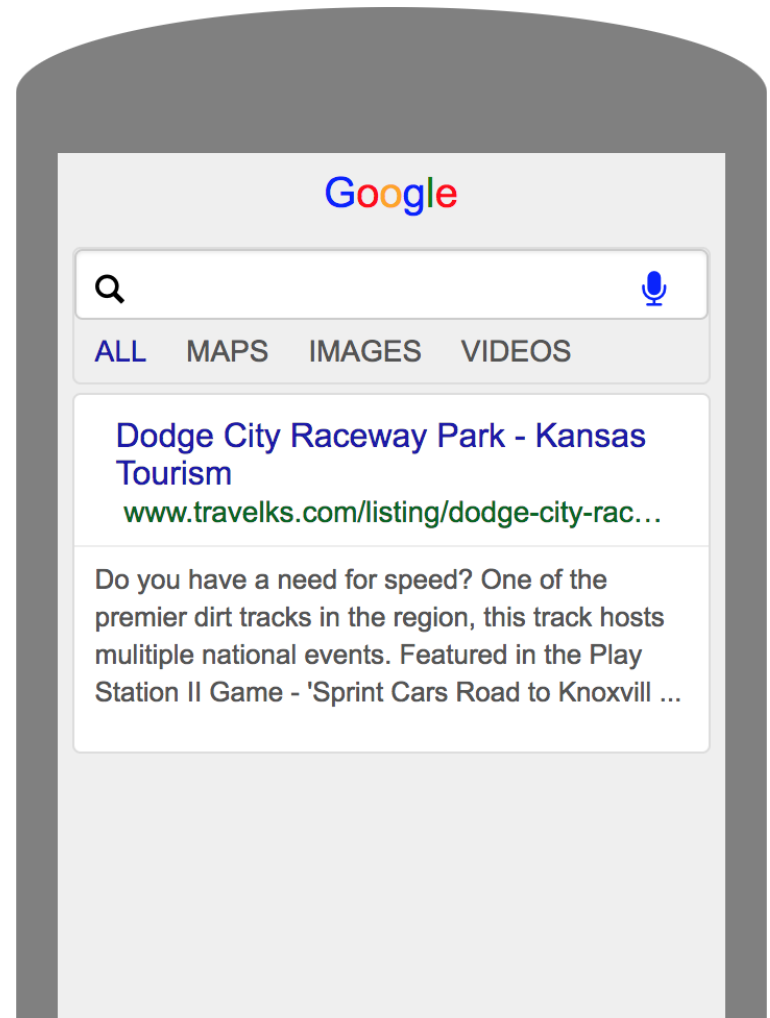 Google
ALL MAPS IMAGES VIDEOS
Dodge City Raceway Park - Kansas
Tourism
www.travelks.com/listing/dodge-city-rac...
Do you have a need for speed? One of the
premier dirt tracks in the region, this track hosts
mulitiple national events. Featured in the Play
Station II Game - 'Sprint Cars Road to Knoxvill ...